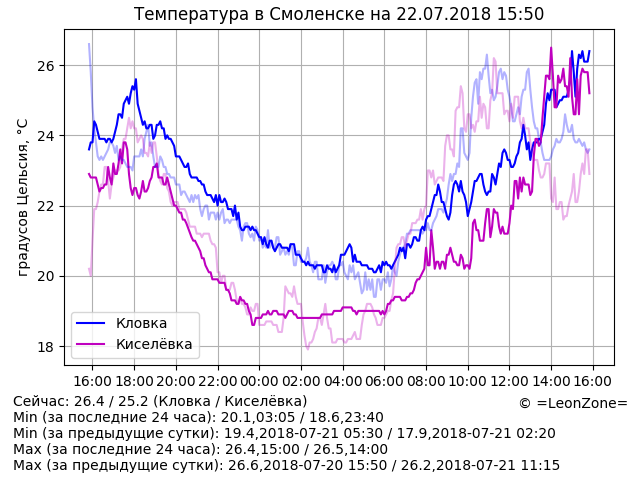 Температура в Смоленске на 22.07.2018 15:50
градусов Цельсия, °C
26
24
22
20
18
Кловка
Киселёвка
16:00 18:00 20:00 22:00 00:00 02:00 04:00 06:00 08:00 10:00 12:00 14:00 16:00
Сейчас: 26.4 / 25.2 (Кловка / Киселёвка)
© =LeonZone=
Min (за последние 24 часа): 20.1,03:05 / 18.6,23:40
Min (за предыдущие сутки): 19.4,2018-07-21 05:30 / 17.9,2018-07-21 02:20
Max (за последние 24 часа): 26.4,15:00 / 26.5,14:00
Max (за предыдущие сутки): 26.6,2018-07-20 15:50 / 26.2,2018-07-21 11:15